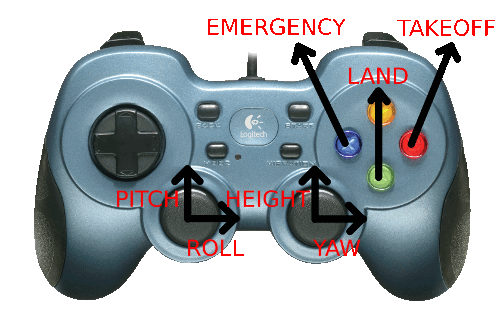 EMERGENCY
TAKEOFF
LAND
Logitech
X
PITCH
HEIGHT
ROLL
YAW